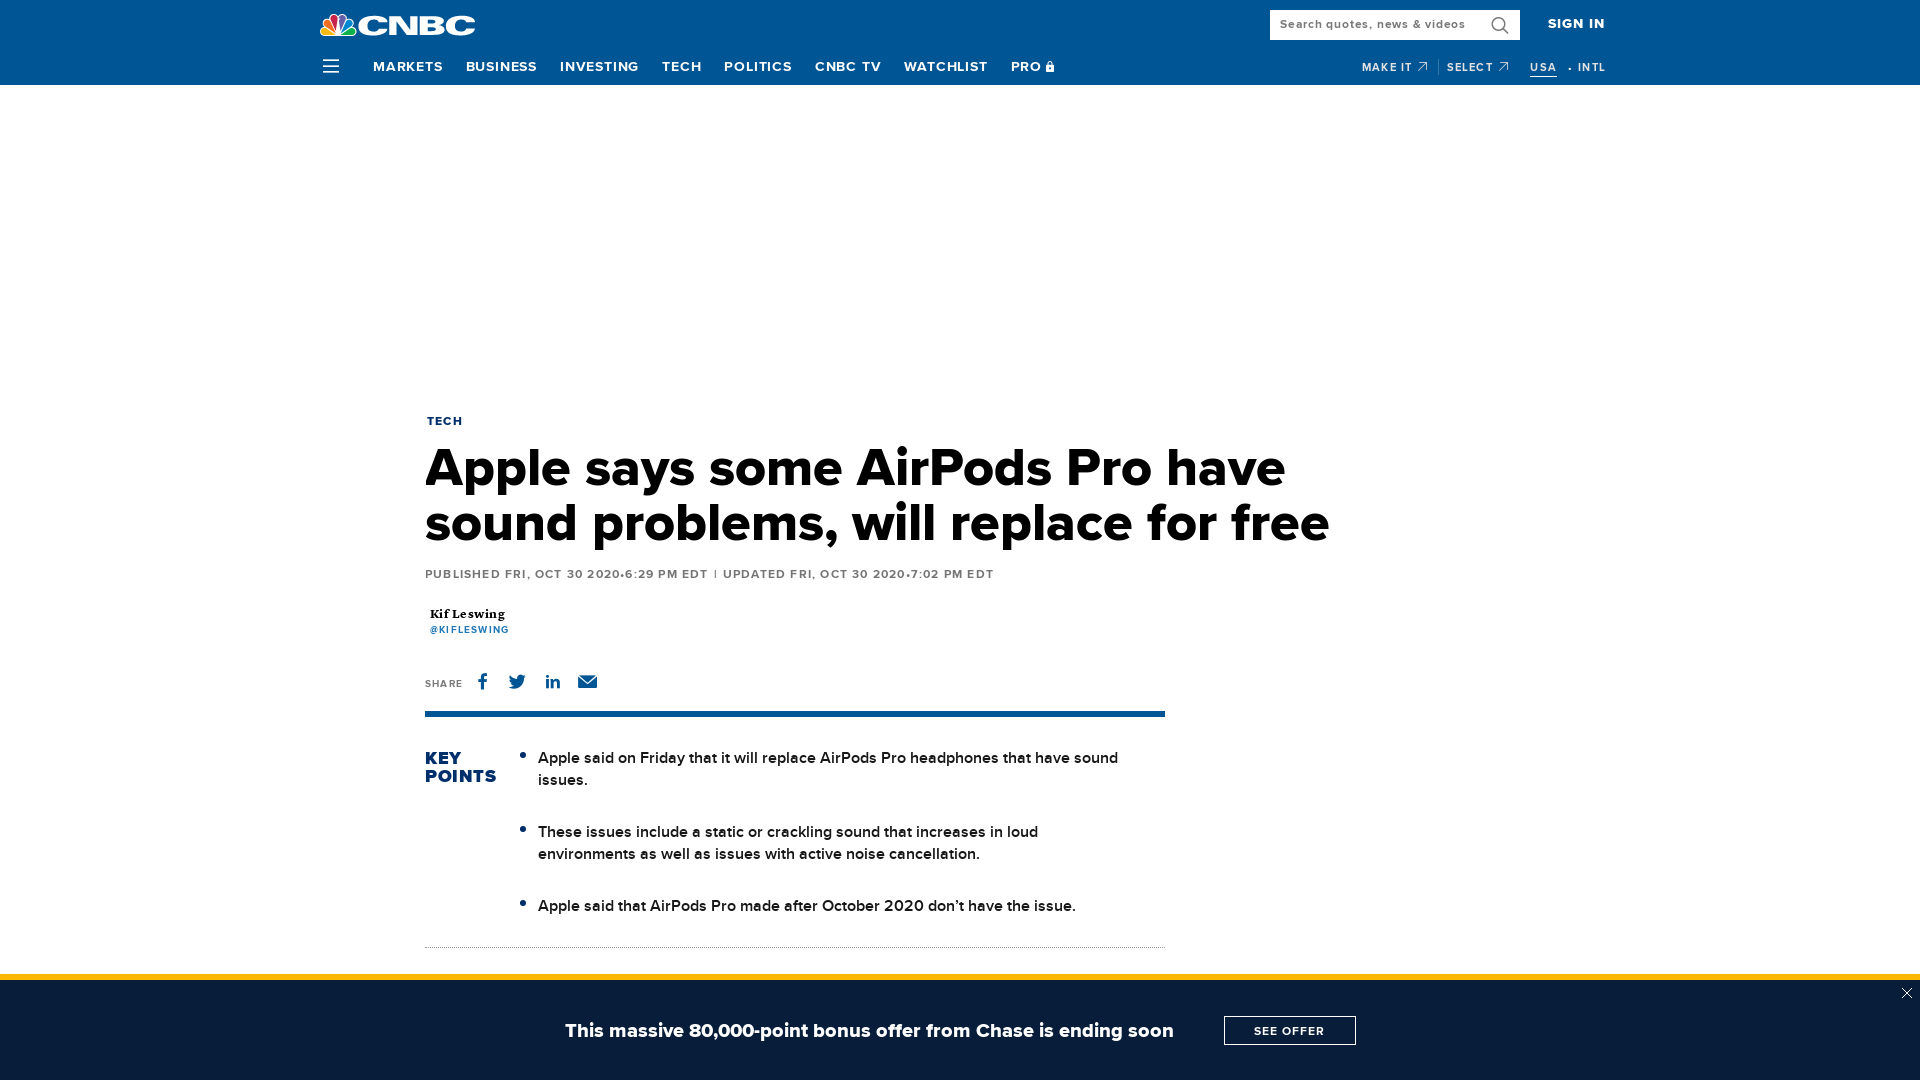 CNBC
Search quotes, news & videos
SIGN IN
MARKETS BUSINESS INVESTING TECH POLITICS CNBC TV WATCHLIST PRO MAKE IT SELECT USA • INTL
TECH
Apple says some AirPods Pro have
sound problems, will replace for free
PUBLISHED FRI, OCT 30 2020•6:29 PM EDT | UPDATED FRI, OCT 30 2020•7:02 PM EDT
Kif Leswing
@KIFLESWING
SHARE
KEY
POINTS
Apple said on Friday that it will replace AirPods Pro headphones that have sound
issues.
These issues include a static or crackling sound that increases in loud
environments as well as issues with active noise cancellation.
Apple said that AirPods Pro made after October 2020 don’t have the issue.
This massive 80,000-point bonus offer from Chase is ending soon
SEE OFFER